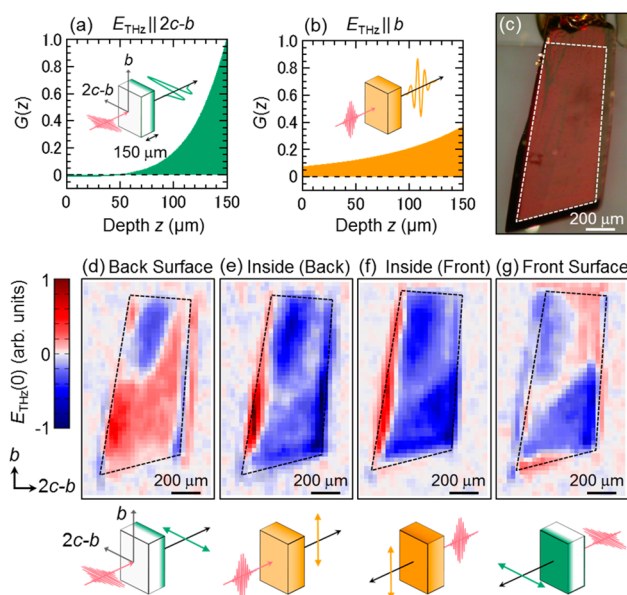 (a) E_THz || 2c-b
(b) E_THz || b
(c)
G(z)
1.0
0.8
0.6
0.4
0.2
0
b
2c-b
150 µm
0 50 100 150
Depth z (µm)
G(z)
1.0
0.8
0.6
0.4
0.2
0
0 50 100 150
Depth z (µm)
200 µm
(d) Back Surface
(e) Inside (Back)
(f) Inside (Front)
(g) Front Surface
E_THz(0) (arb. units)
1
0
-1
b
2c-b
200 µm
200 µm
200 µm
200 µm
b
2c-b